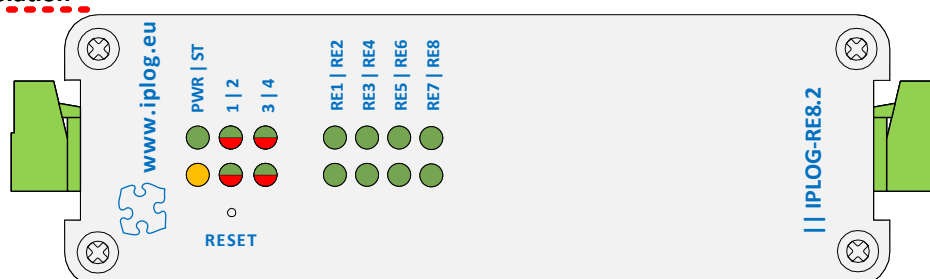 www.iplog.eu
PWR | ST
1 | 2
3 | 4
RE1 | RE2
RE3 | RE4
RE5 | RE6
RE7 | RE8
RESET
|| IPLOG-RE8.2